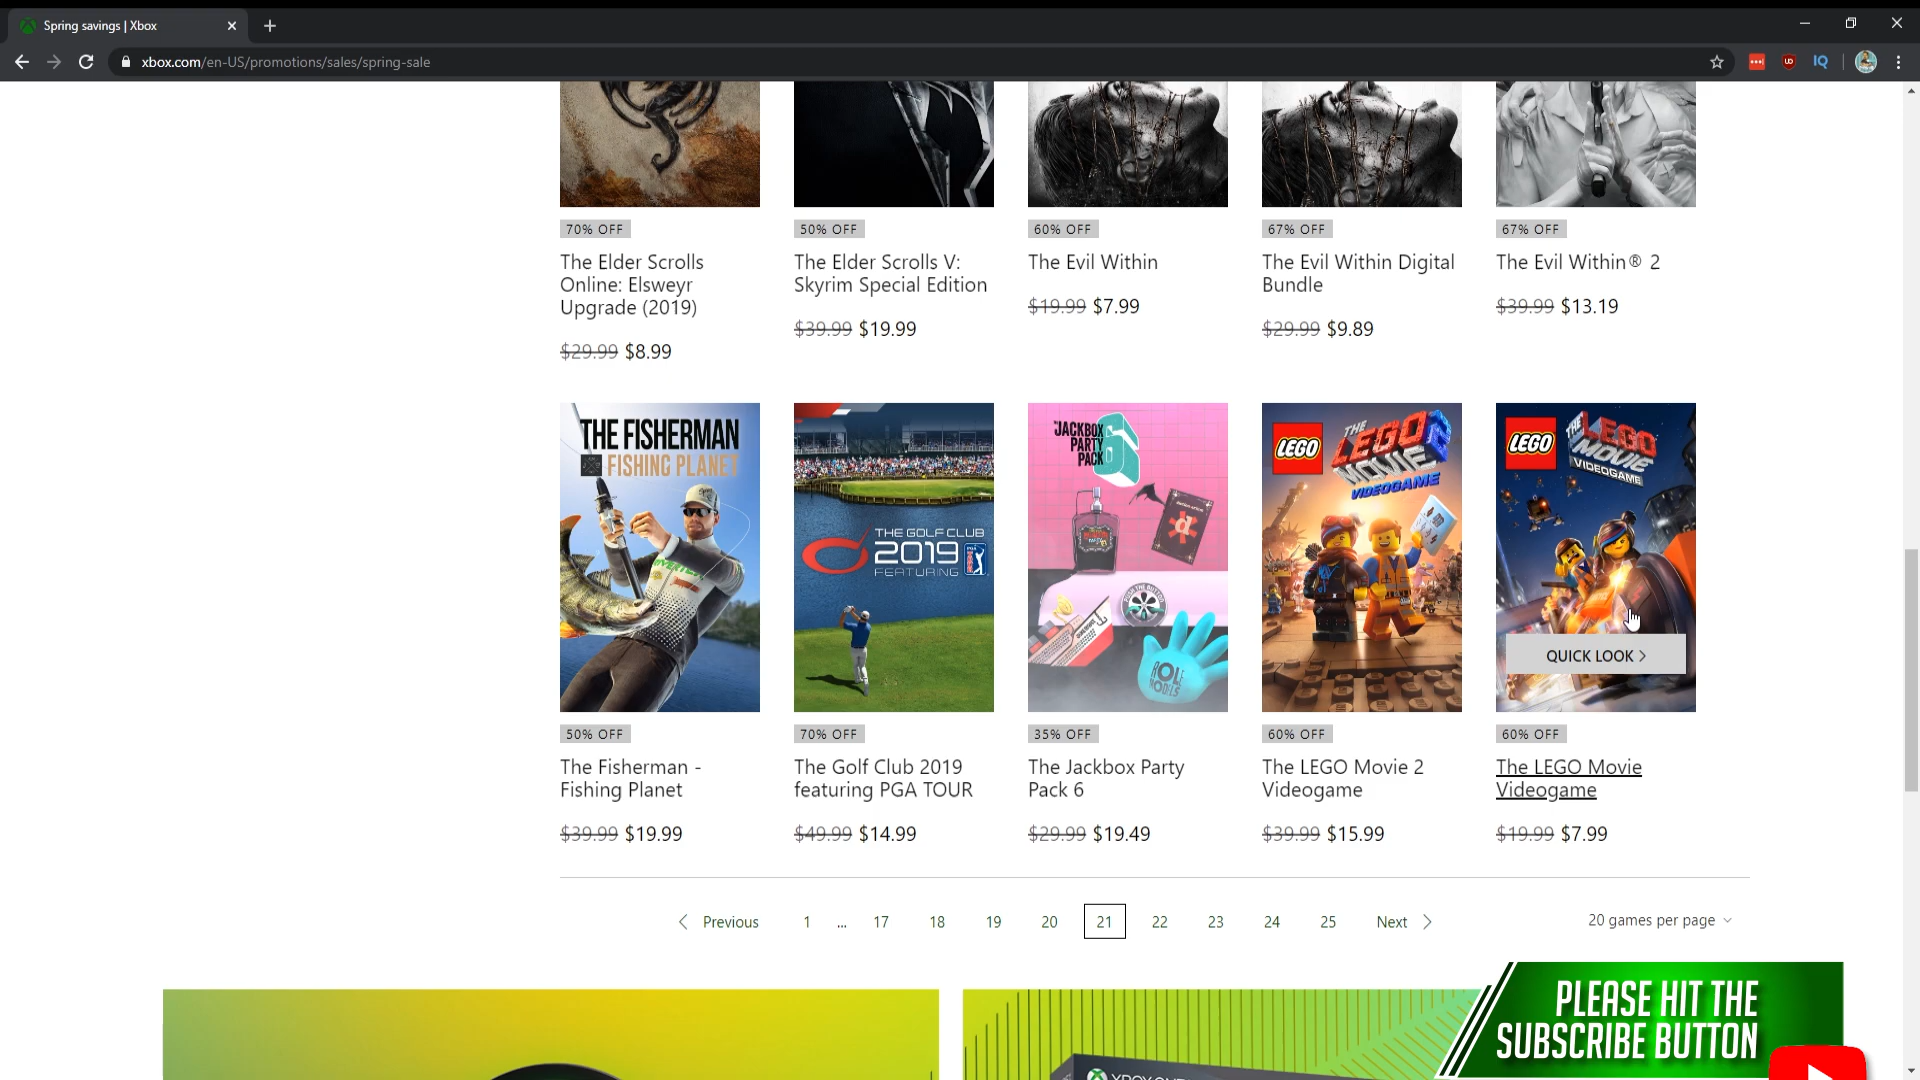 Spring savings | Xbox
xbox.com/en-US/promotions/sales/spring-sale
IQ
70% OFF
The Elder Scrolls
Online: Elsweyr
Upgrade (2019)
$29.99 $8.99
50% OFF
The Elder Scrolls V:
Skyrim Special Edition
$39.99 $19.99
60% OFF
The Evil Within
$19.99 $7.99
67% OFF
The Evil Within Digital
Bundle
$29.99 $9.89
67% OFF
The Evil Within® 2
$39.99 $13.19
THE FISHERMAN
FISHING PLANET
THE GOLF CLUB
2019
FEATURING
JACKBOX
PARTY
PACK
6
d
ROLE
MODELS
LEGO
THE
LEGO 2
MOVIE
VIDEOGAME
LEGO
THE
LEGO
MOVIE
VIDEOGAME
QUICK LOOK >
50% OFF
The Fisherman -
Fishing Planet
$39.99 $19.99
70% OFF
The Golf Club 2019
featuring PGA TOUR
$49.99 $14.99
35% OFF
The Jackbox Party
Pack 6
$29.99 $19.49
60% OFF
The LEGO Movie 2
Videogame
$39.99 $15.99
60% OFF
The LEGO Movie
Videogame
$19.99 $7.99
Previous 1 ... 17 18 19 20 21 22 23 24 25 Next
20 games per page
PLEASE HIT THE
SUBSCRIBE BUTTON